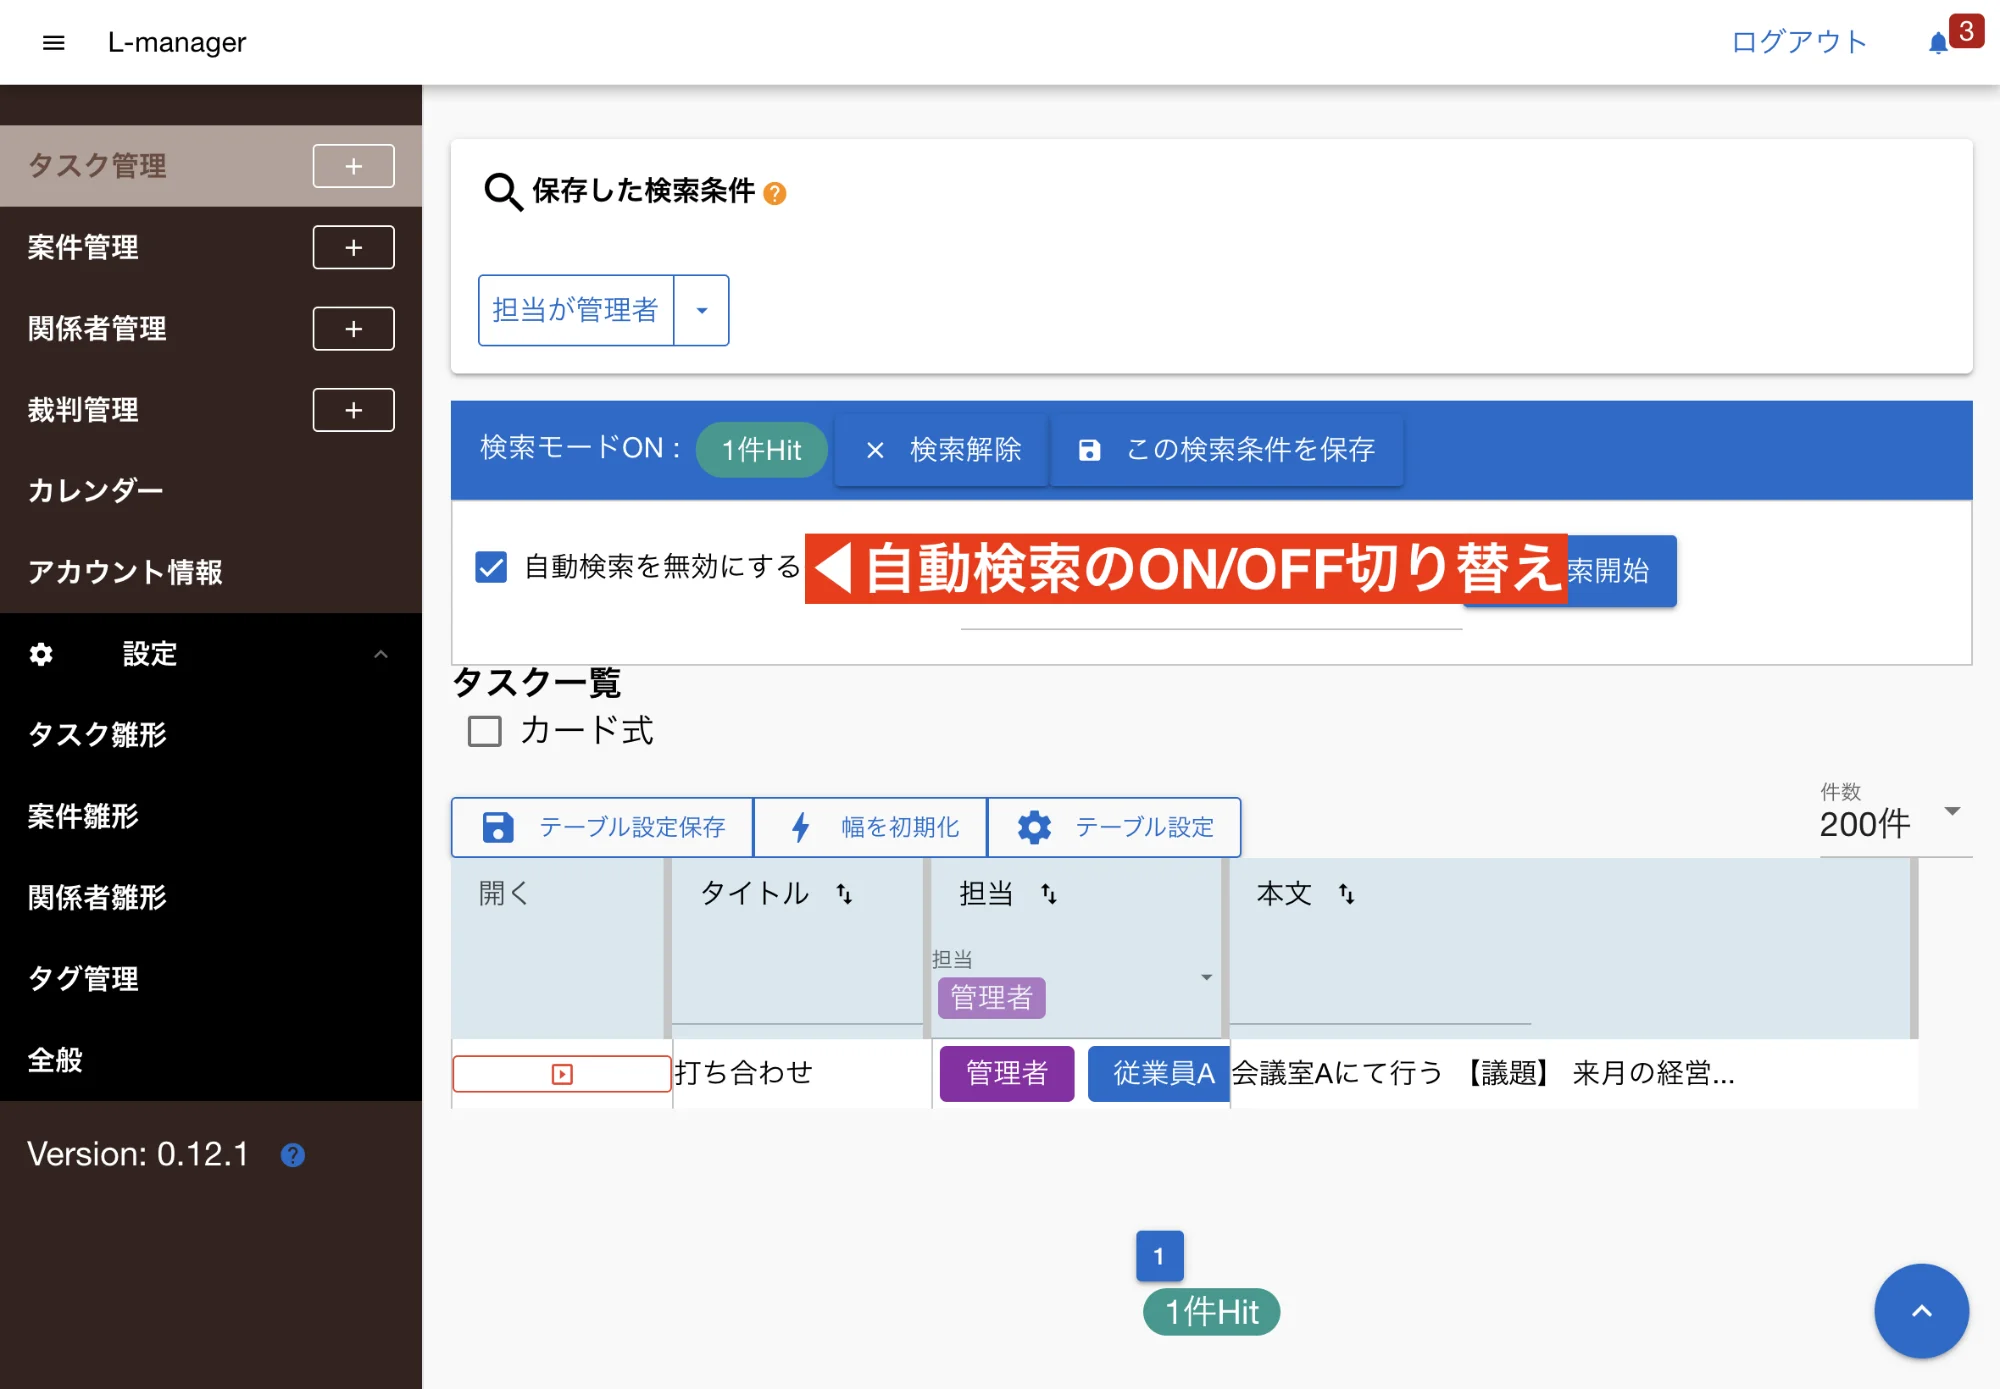 L-manager
ログアウト
3
タスク管理
案件管理
関係者管理
裁判管理
カレンダー
アカウント情報
設定
タスク雛形
案件雛形
関係者雛形
タグ管理
全般
Version: 0.12.1
保存した検索条件
担当が管理者
検索モードON :
1件Hit
検索解除
この検索条件を保存
自動検索を無効にする
◀自動検索のON/OFF切り替え
索開始
タスク一覧
カード式
テーブル設定保存
幅を初期化
テーブル設定
件数
200件
開く
タイトル
担当
本文
担当
管理者
打ち合わせ
管理者
従業員A
会議室Aにて行う 【議題】 来月の経営...
1
1件Hit